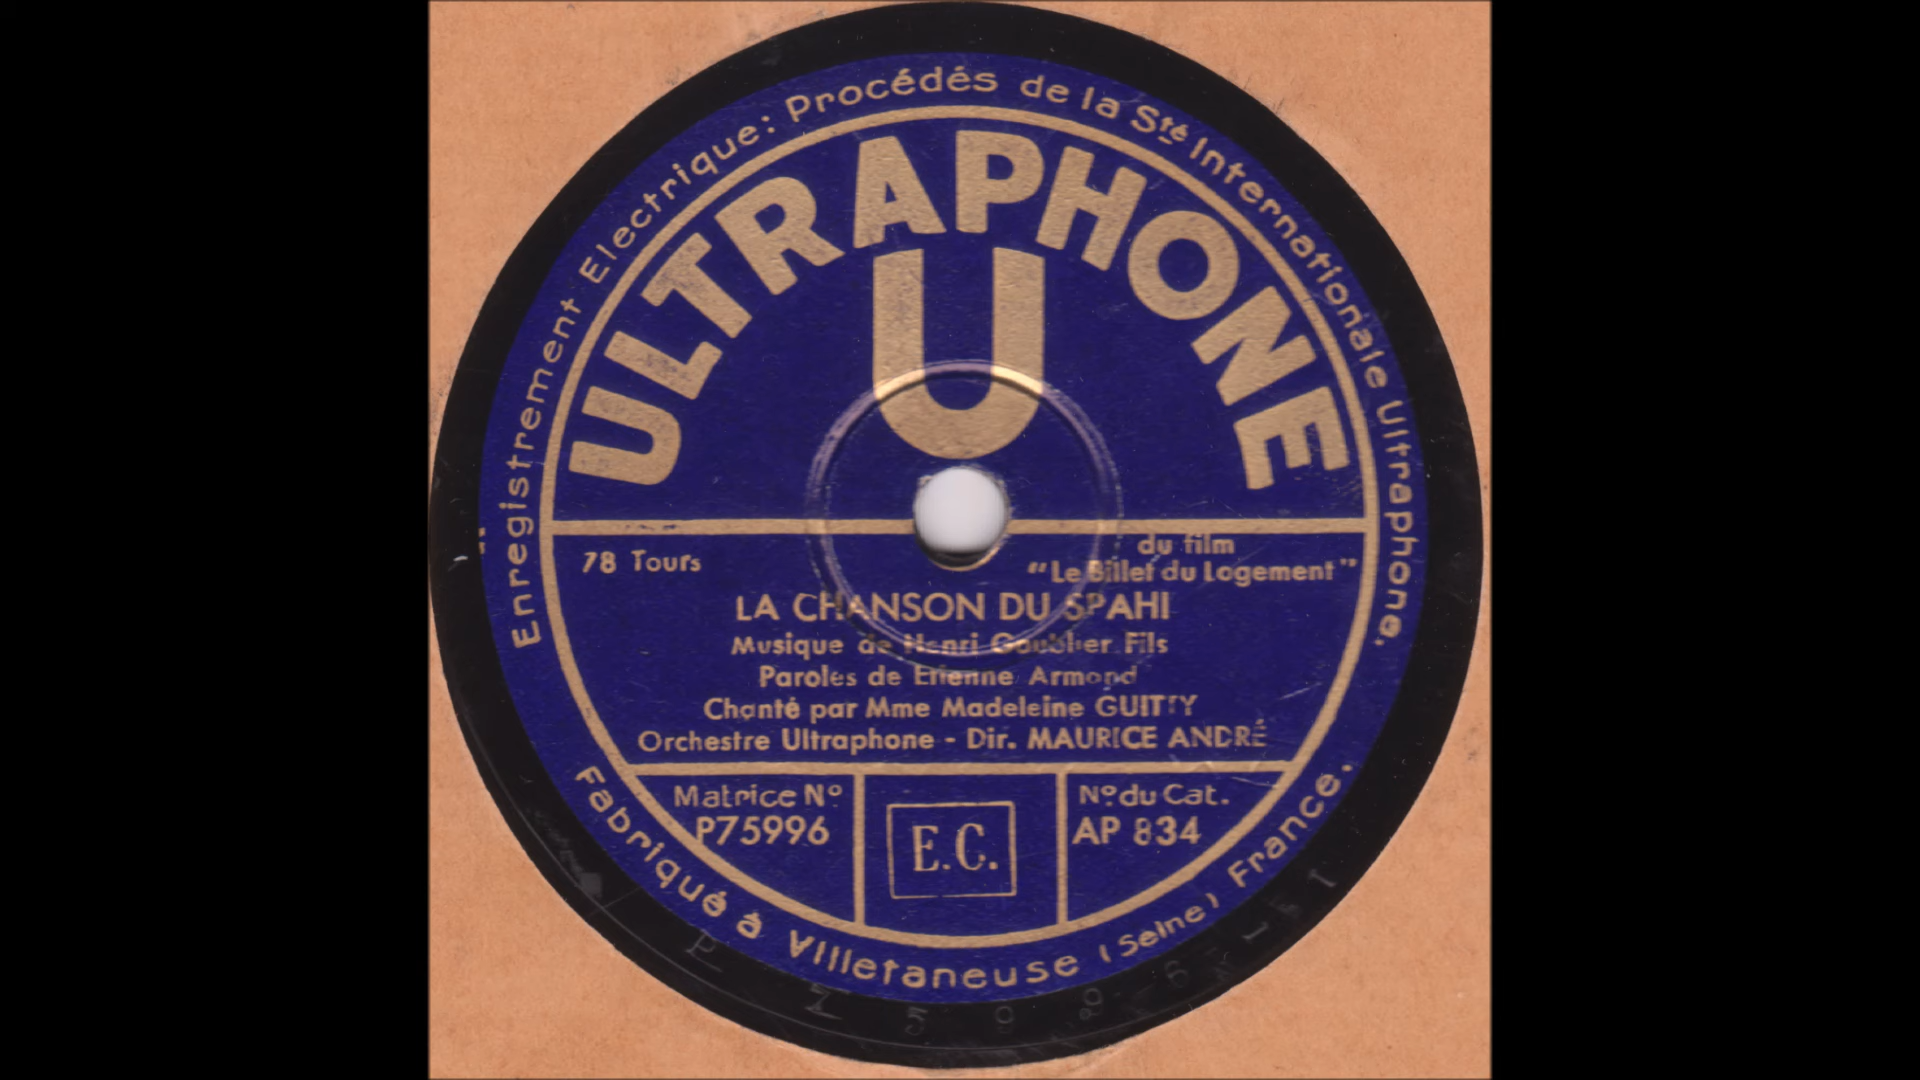 Enregistrement Electrique: Procédés de la Sté Internationale Ultraphone.
ULTRAPHONE
U
78 Tours
du film
“Le Billet du Logement”
LA CHANSON DU SPAHI
Musique de Henri Goublier Fils
Paroles de Etienne Armand
Chanté par Mme Madeleine GUITTY
Orchestre Ultraphone - Dir. MAURICE ANDRÉ
Matrice Nº
P75996
E.C.
Nº du Cat.
AP 834
Fabriqué à Villetaneuse (Seine) France.